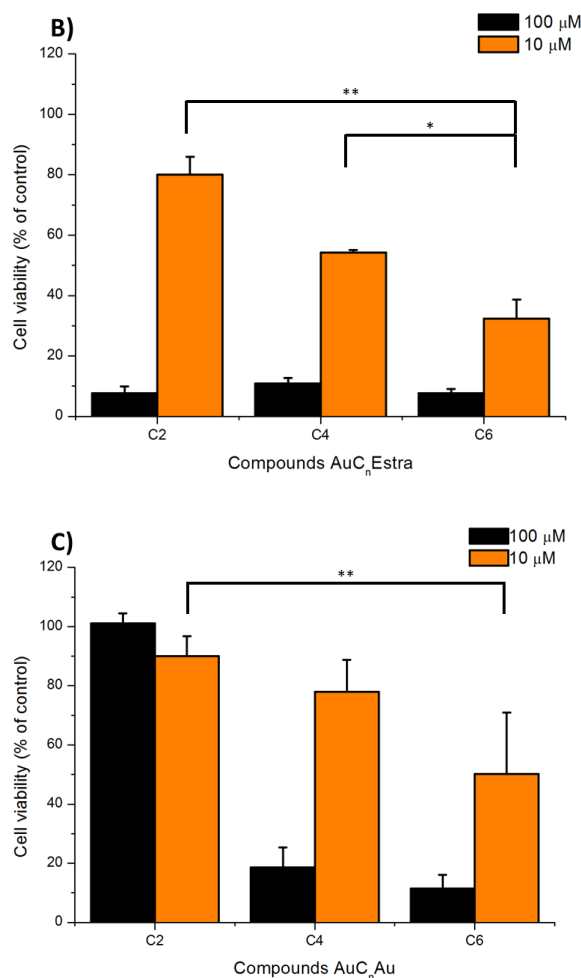 B)
100 μM
10 μM
120
100
80
60
40
20
0
Cell viability (% of control)
**
*
C2 C4 C6
Compounds AuCnEstra
C)
100 μM
10 μM
120
100
80
60
40
20
0
Cell viability (% of control)
**
C2 C4 C6
Compounds AuCnAu